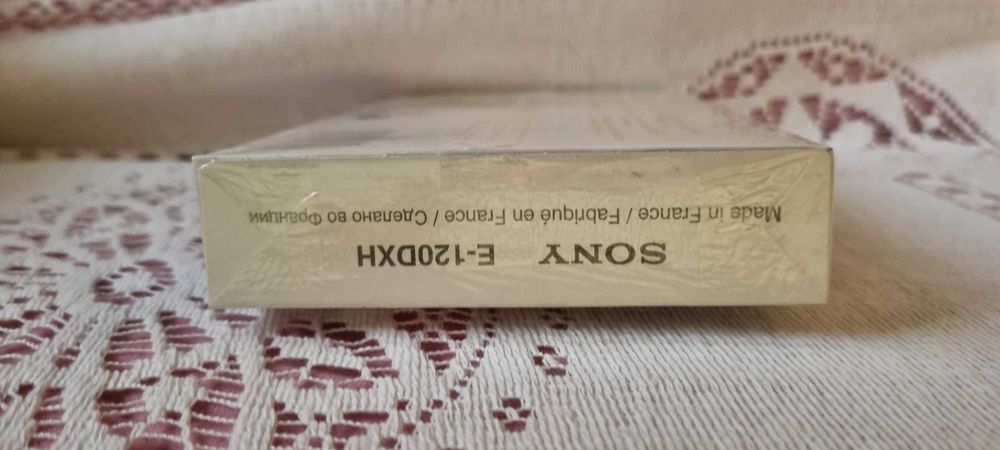 SONY E-120DXH
Made in France / Fabriqué en France / Сделано во Франции